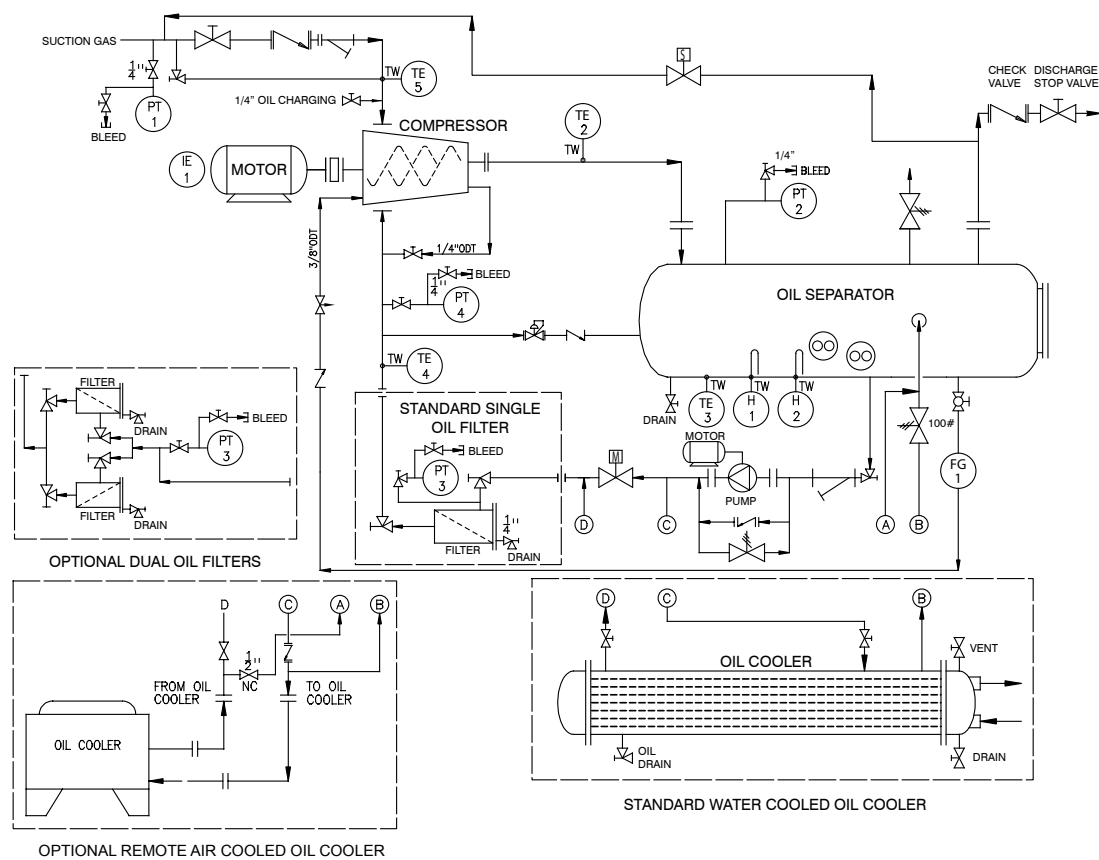 SUCTION GAS
1/4"
PT
1
BLEED
TW
TE
5
1/4" OIL CHARGING
COMPRESSOR
IE
1
MOTOR
TE
2
TW
S
CHECK
VALVE
DISCHARGE
STOP VALVE
1/4"
BLEED
PT
2
3/8"ODT
1/4"ODT
1/4"
BLEED
PT
4
OIL SEPARATOR
TW
TE
4
DRAIN
TW
TE
3
TW
H
1
TW
H
2
100#
FG
1
A
B
FILTER
DRAIN
BLEED
PT
3
FILTER
DRAIN
OPTIONAL DUAL OIL FILTERS
STANDARD SINGLE
OIL FILTER
BLEED
PT
3
FILTER
1/4"
DRAIN
M
MOTOR
PUMP
D
C
D
C
A
B
1/2"
NC
FROM OIL
COOLER
TO OIL
COOLER
OIL COOLER
OPTIONAL REMOTE AIR COOLED OIL COOLER
D
C
B
OIL COOLER
VENT
OIL
DRAIN
DRAIN
STANDARD WATER COOLED OIL COOLER